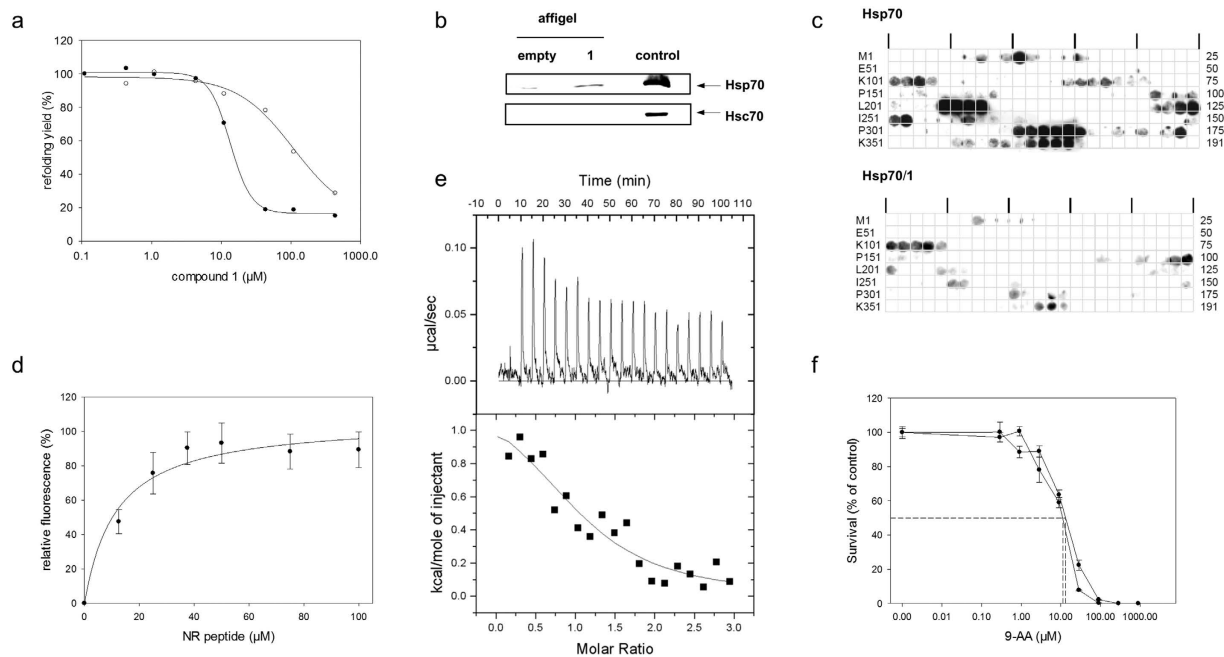 a
120
100
80
60
40
20
0
refolding yield (%)
0.1 1.0 10.0 100.0 1000.0
compound 1 (µM)
b
affigel
empty 1 control
Hsp70
Hsc70
c
Hsp70
M1 25
E51 50
K101 75
P151 100
L201 125
I251 150
P301 175
K351 191
Hsp70/1
M1 25
E51 50
K101 75
P151 100
L201 125
I251 150
P301 175
K351 191
d
120
100
80
60
40
20
0
relative fluorescence (%)
0 20 40 60 80 100
NR peptide (µM)
e
Time (min)
0 10 20 30 40 50 60 70 80 90 100 110
0.10
0.05
0.00
µcal/sec
1.0
0.8
0.6
0.4
0.2
0.0
kcal/mole of injectant
0.0 0.5 1.0 1.5 2.0 2.5 3.0
Molar Ratio
f
120
100
80
60
40
20
0
Survival (% of control)
0.00 0.10 1.00 10.00 100.00 1000.00
9-AA (µM)